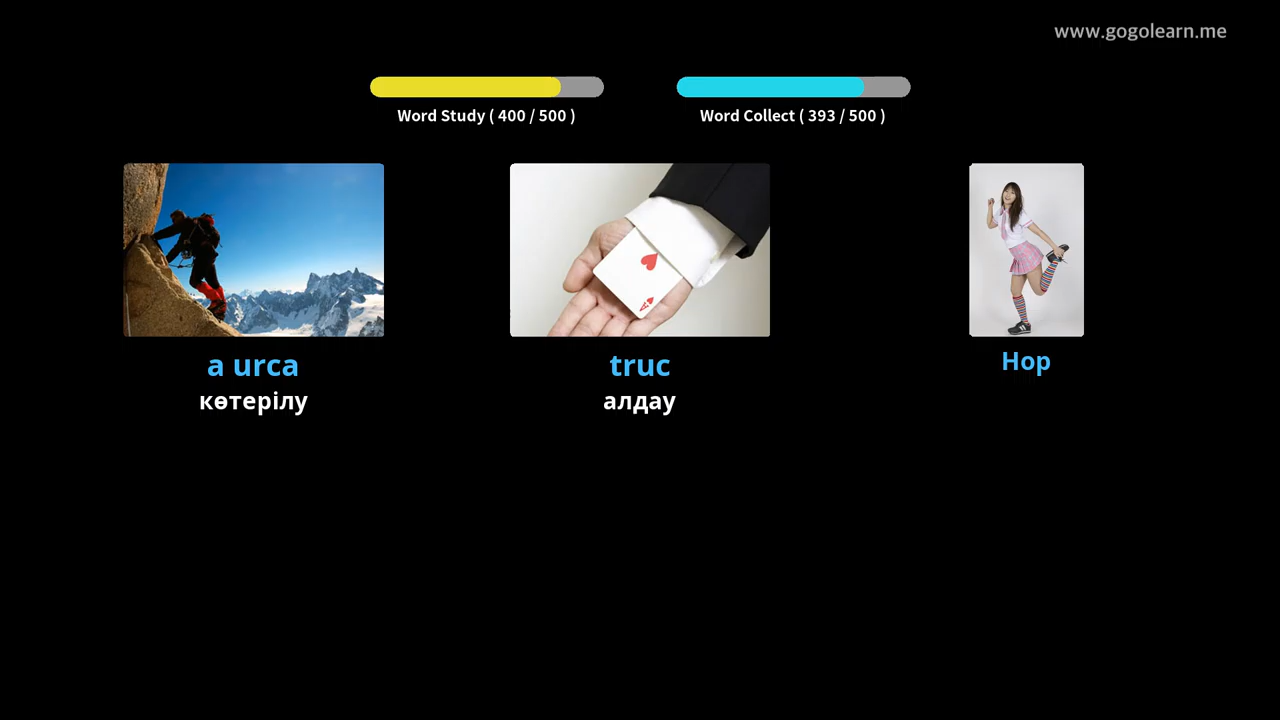 www.gogolearn.me
Word Study ( 400 / 500 )
Word Collect ( 393 / 500 )
a urca
көтерілу
truc
алдау
Hop